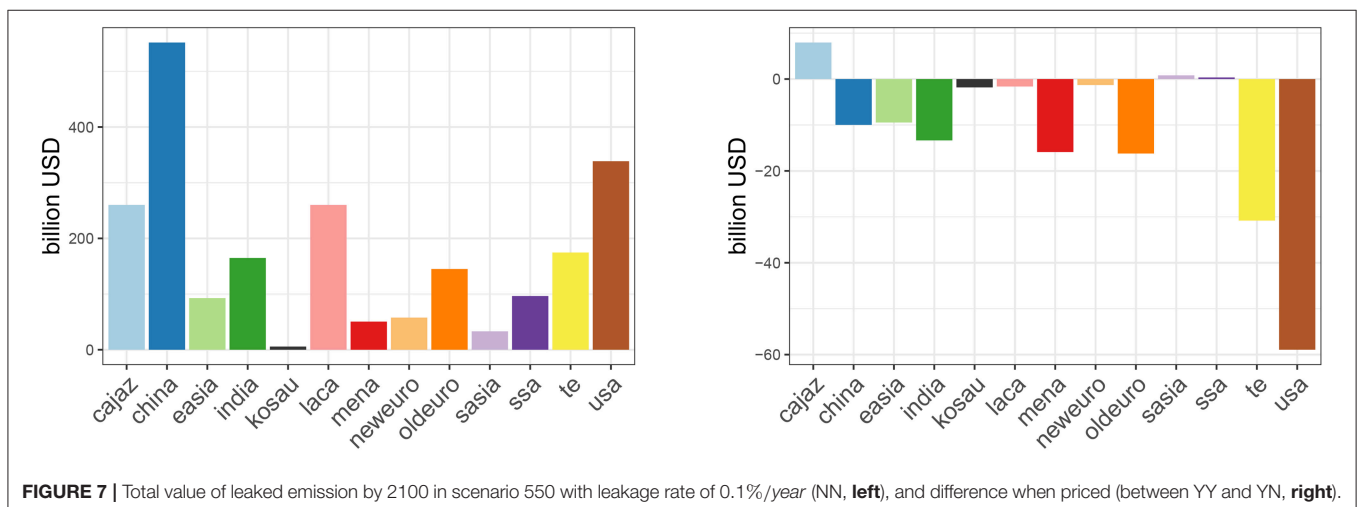 billion USD
400
200
0
cajaz
china
easia
india
kosau
laca
mena
neweuro
oldeuro
sasia
ssa
te
usa
billion USD
0
−20
−40
−60
cajaz
china
easia
india
kosau
laca
mena
neweuro
oldeuro
sasia
ssa
te
usa
FIGURE 7 | Total value of leaked emission by 2100 in scenario 550 with leakage rate of 0.1%/year (NN, left), and difference when priced (between YY and YN, right).